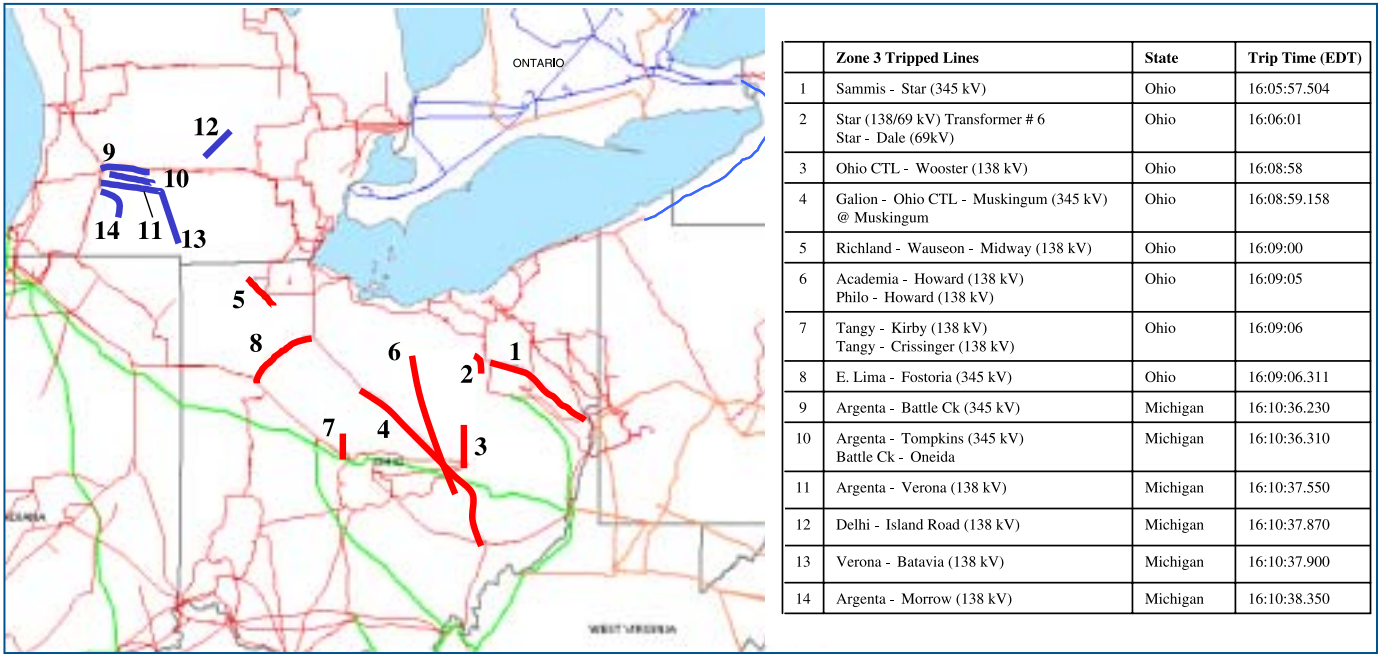 ONTARIO
12
9
10
14
11
13
5
8
6
1
2
7
4
3
WEST VIRGINIA
Zone 3 Tripped Lines State Trip Time (EDT)
1 Sammis - Star (345 kV) Ohio 16:05:57.504
2 Star (138/69 kV) Transformer # 6 Ohio 16:06:01
Star - Dale (69kV)
3 Ohio CTL - Wooster (138 kV) Ohio 16:08:58
4 Galion - Ohio CTL - Muskingum (345 kV) Ohio 16:08:59.158
@ Muskingum
5 Richland - Wauseon - Midway (138 kV) Ohio 16:09:00
6 Academia - Howard (138 kV) Ohio 16:09:05
Philo - Howard (138 kV)
7 Tangy - Kirby (138 kV) Ohio 16:09:06
Tangy - Crissinger (138 kV)
8 E. Lima - Fostoria (345 kV) Ohio 16:09:06.311
9 Argenta - Battle Ck (345 kV) Michigan 16:10:36.230
10 Argenta - Tompkins (345 kV) Michigan 16:10:36.310
Battle Ck - Oneida
11 Argenta - Verona (138 kV) Michigan 16:10:37.550
12 Delhi - Island Road (138 kV) Michigan 16:10:37.870
13 Verona - Batavia (138 kV) Michigan 16:10:37.900
14 Argenta - Morrow (138 kV) Michigan 16:10:38.350